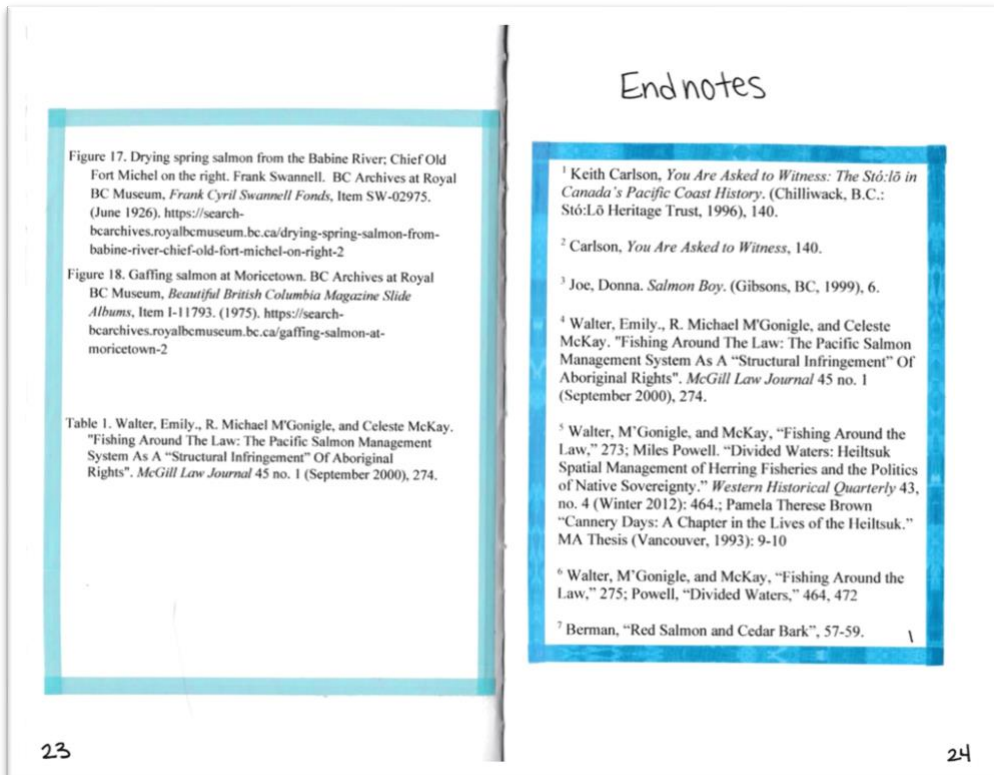 Figure 17. Drying spring salmon from the Babine River; Chief Old
Fort Michel on the right. Frank Swannell. BC Archives at Royal
BC Museum, Frank Cyril Swannell Fonds, Item SW-02975.
(June 1926). https://search-
bcarchives.royalbcmuseum.bc.ca/drying-spring-salmon-from-
babine-river-chief-old-fort-michel-on-right-2
Figure 18. Gaffing salmon at Moricetown. BC Archives at Royal
BC Museum, Beautiful British Columbia Magazine Slide
Albums, Item I-11793. (1975). https://search-
bcarchives.royalbcmuseum.bc.ca/gaffing-salmon-at-
moricetown-2
Table 1. Walter, Emily., R. Michael M'Gonigle, and Celeste McKay.
"Fishing Around The Law: The Pacific Salmon Management
System As A “Structural Infringement” Of Aboriginal
Rights". McGill Law Journal 45 no. 1 (September 2000), 274.
23
Endnotes
¹ Keith Carlson, You Are Asked to Witness: The Stó:lō in
Canada's Pacific Coast History. (Chilliwack, B.C.:
Stó:Lō Heritage Trust, 1996), 140.
² Carlson, You Are Asked to Witness, 140.
³ Joe, Donna. Salmon Boy. (Gibsons, BC, 1999), 6.
⁴ Walter, Emily., R. Michael M'Gonigle, and Celeste
McKay. "Fishing Around The Law: The Pacific Salmon
Management System As A “Structural Infringement” Of
Aboriginal Rights". McGill Law Journal 45 no. 1
(September 2000), 274.
⁵ Walter, M’Gonigle, and McKay, “Fishing Around the
Law,” 273; Miles Powell. “Divided Waters: Heiltsuk
Spatial Management of Herring Fisheries and the Politics
of Native Sovereignty.” Western Historical Quarterly 43,
no. 4 (Winter 2012): 464.; Pamela Therese Brown
“Cannery Days: A Chapter in the Lives of the Heiltsuk.”
MA Thesis (Vancouver, 1993): 9-10
⁶ Walter, M’Gonigle, and McKay, “Fishing Around the
Law,” 275; Powell, “Divided Waters,” 464, 472
⁷ Berman, “Red Salmon and Cedar Bark”, 57-59. 1
24